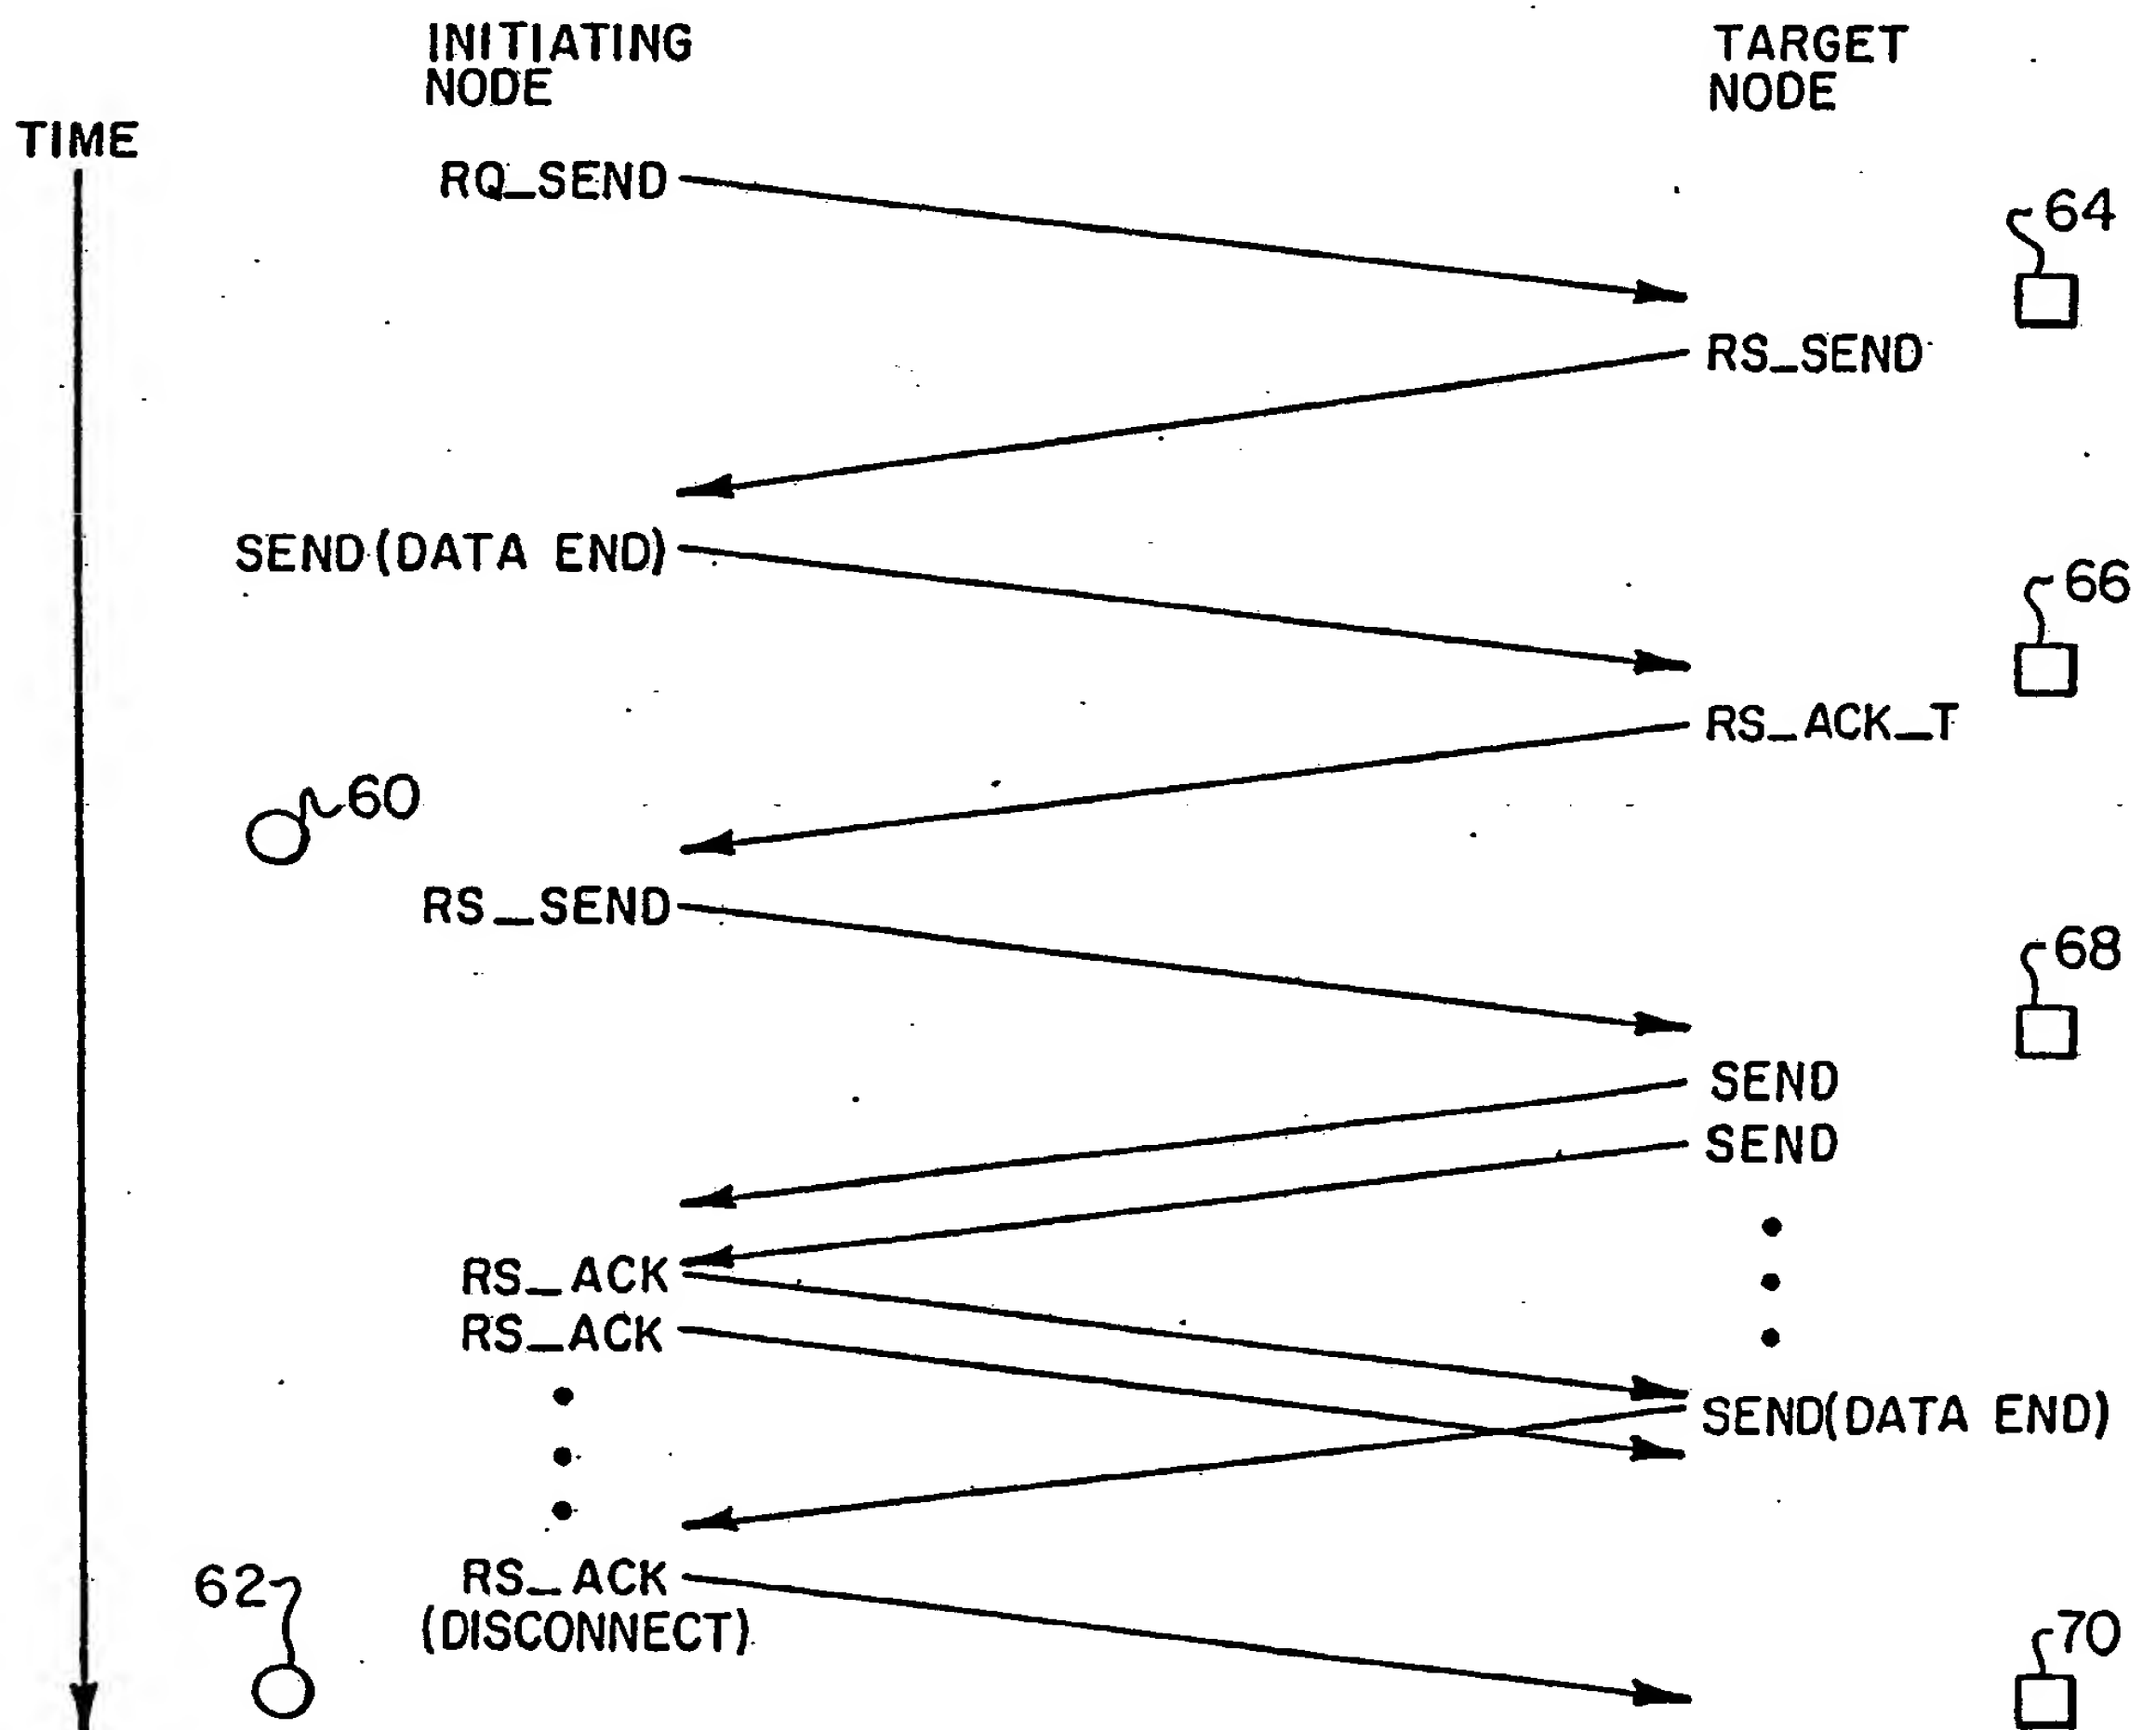 INITIATING
NODE
TARGET
NODE
TIME
RQ_SEND
64
RS_SEND
SEND(DATA END)
66
RS_ACK_T
60
RS_SEND
68
SEND
SEND
RS_ACK
RS_ACK
SEND(DATA END)
62
RS_ACK
(DISCONNECT)
70